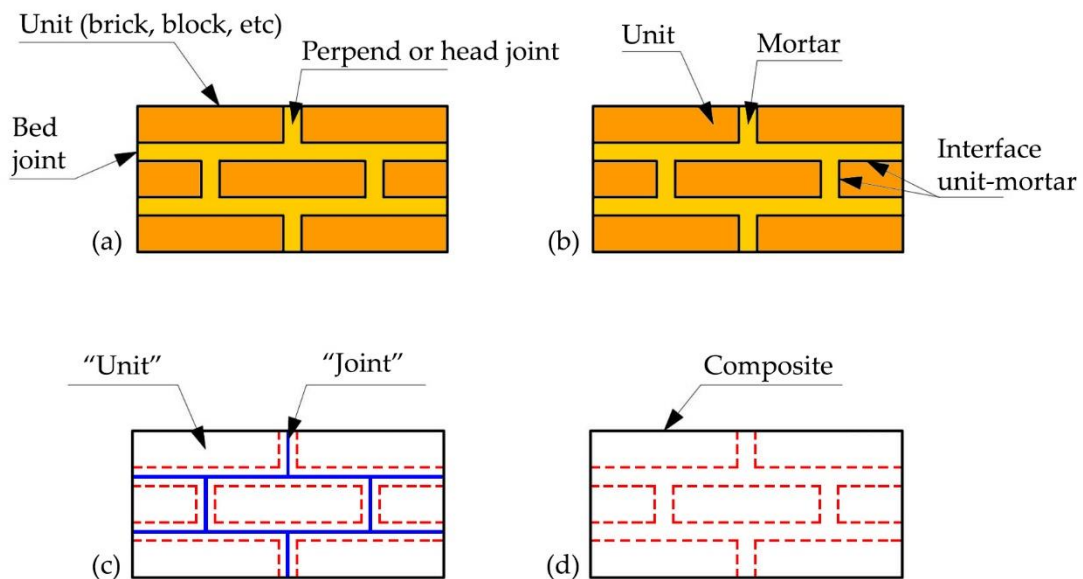 Unit (brick, block, etc)
Perpend or head joint
Bed
joint
(a)
Unit
Mortar
Interface
unit-mortar
(b)
“Unit”
“Joint”
(c)
Composite
(d)